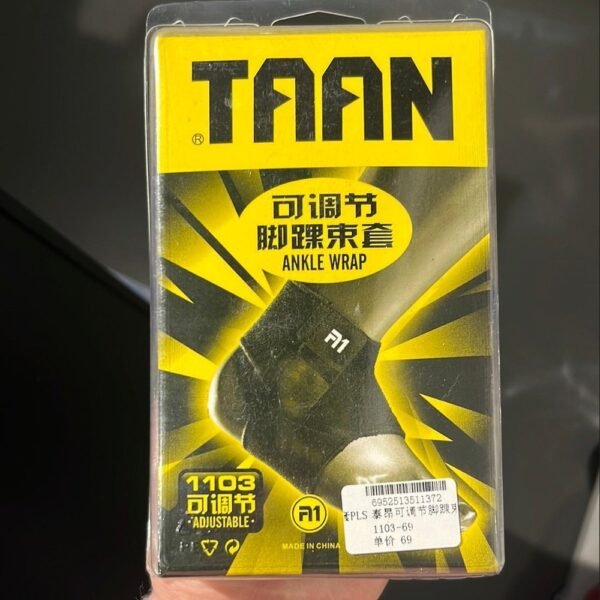 TAAN
®
可调节
脚踝束套
ANKLE WRAP
A1
1103
可调节
ADJUSTABLE
A1
MADE IN CHINA
6952513511372
PLS 泰昂可调节脚踝
1103-69
单价 69